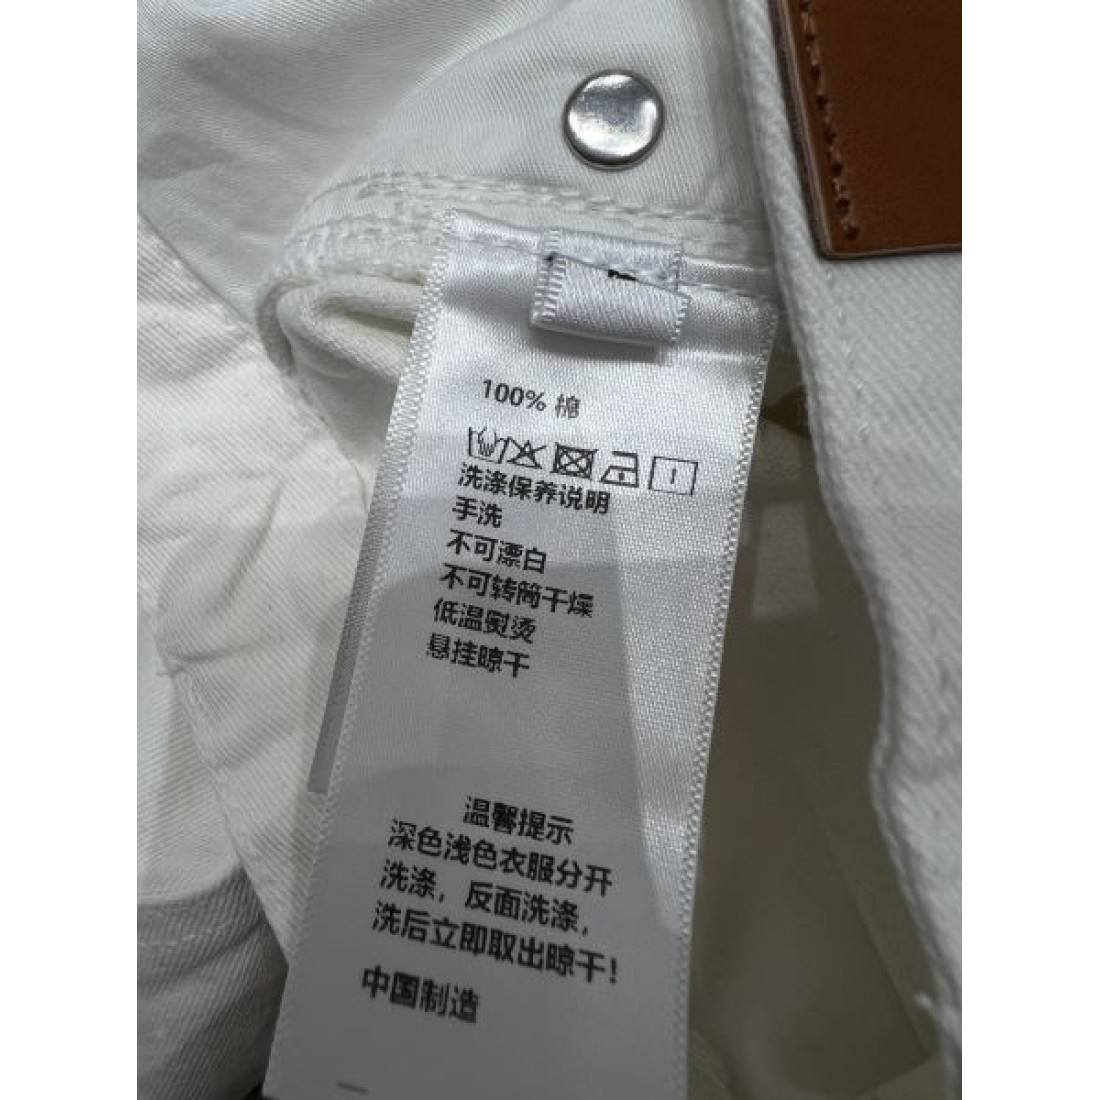 100% 棉
洗涤保养说明
手洗
不可漂白
不可转筒干燥
低温熨烫
悬挂晾干
温馨提示
深色浅色衣服分开
洗涤，反面洗涤，
洗后立即取出晾干！
中国制造